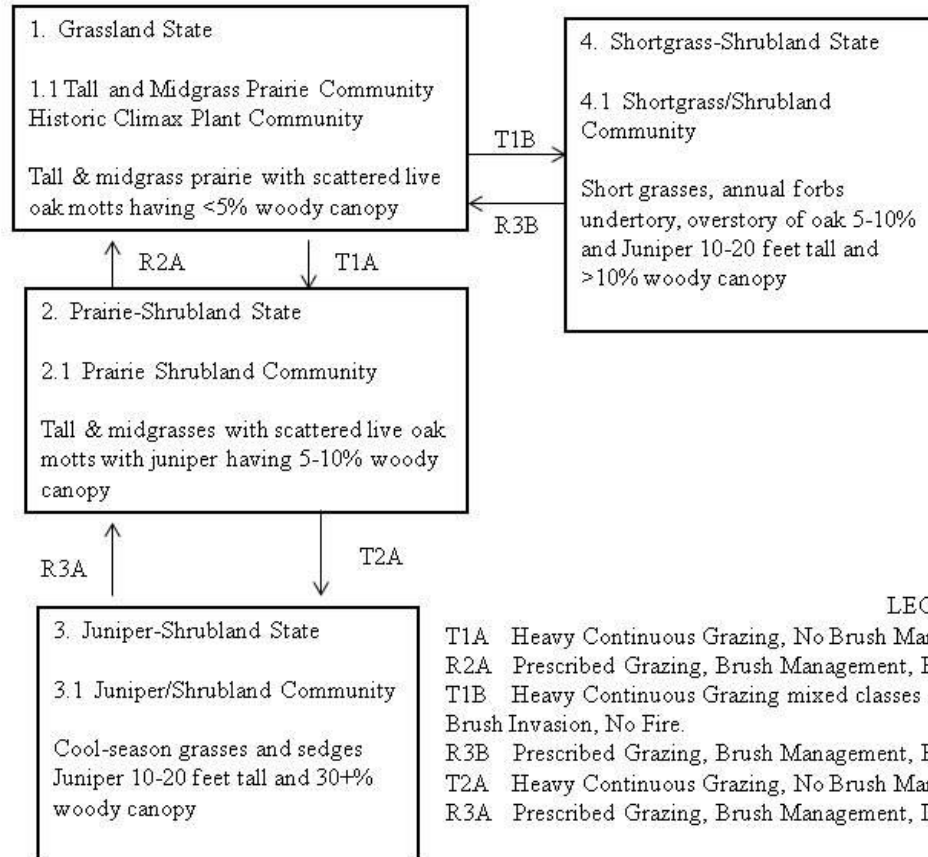 1. Grassland State
1.1 Tall and Midgrass Prairie Community
Historic Climax Plant Community
Tall & midgrass prairie with scattered live
oak motts having <5% woody canopy
T1B
R3B
4. Shortgrass-Shrubland State
4.1 Shortgrass/Shrubland
Community
Short grasses, annual forbs
undertory, overstory of oak 5-10%
and Juniper 10-20 feet tall and
>10% woody canopy
R2A
T1A
2. Prairie-Shrubland State
2.1 Prairie Shrubland Community
Tall & midgrasses with scattered live oak
motts with juniper having 5-10% woody
canopy
R3A
T2A
3. Juniper-Shrubland State
3.1 Juniper/Shrubland Community
Cool-season grasses and sedges
Juniper 10-20 feet tall and 30+%
woody canopy
T1A Heavy Continuous Grazing, No Brush
R2A Prescribed Grazing, Brush Management,
T1B Heavy Continuous Grazing mixed classes
Brush Invasion, No Fire.
R3B Prescribed Grazing, Brush Management,
T2A Heavy Continuous Grazing, No Brush
R3A Prescribed Grazing, Brush Management,